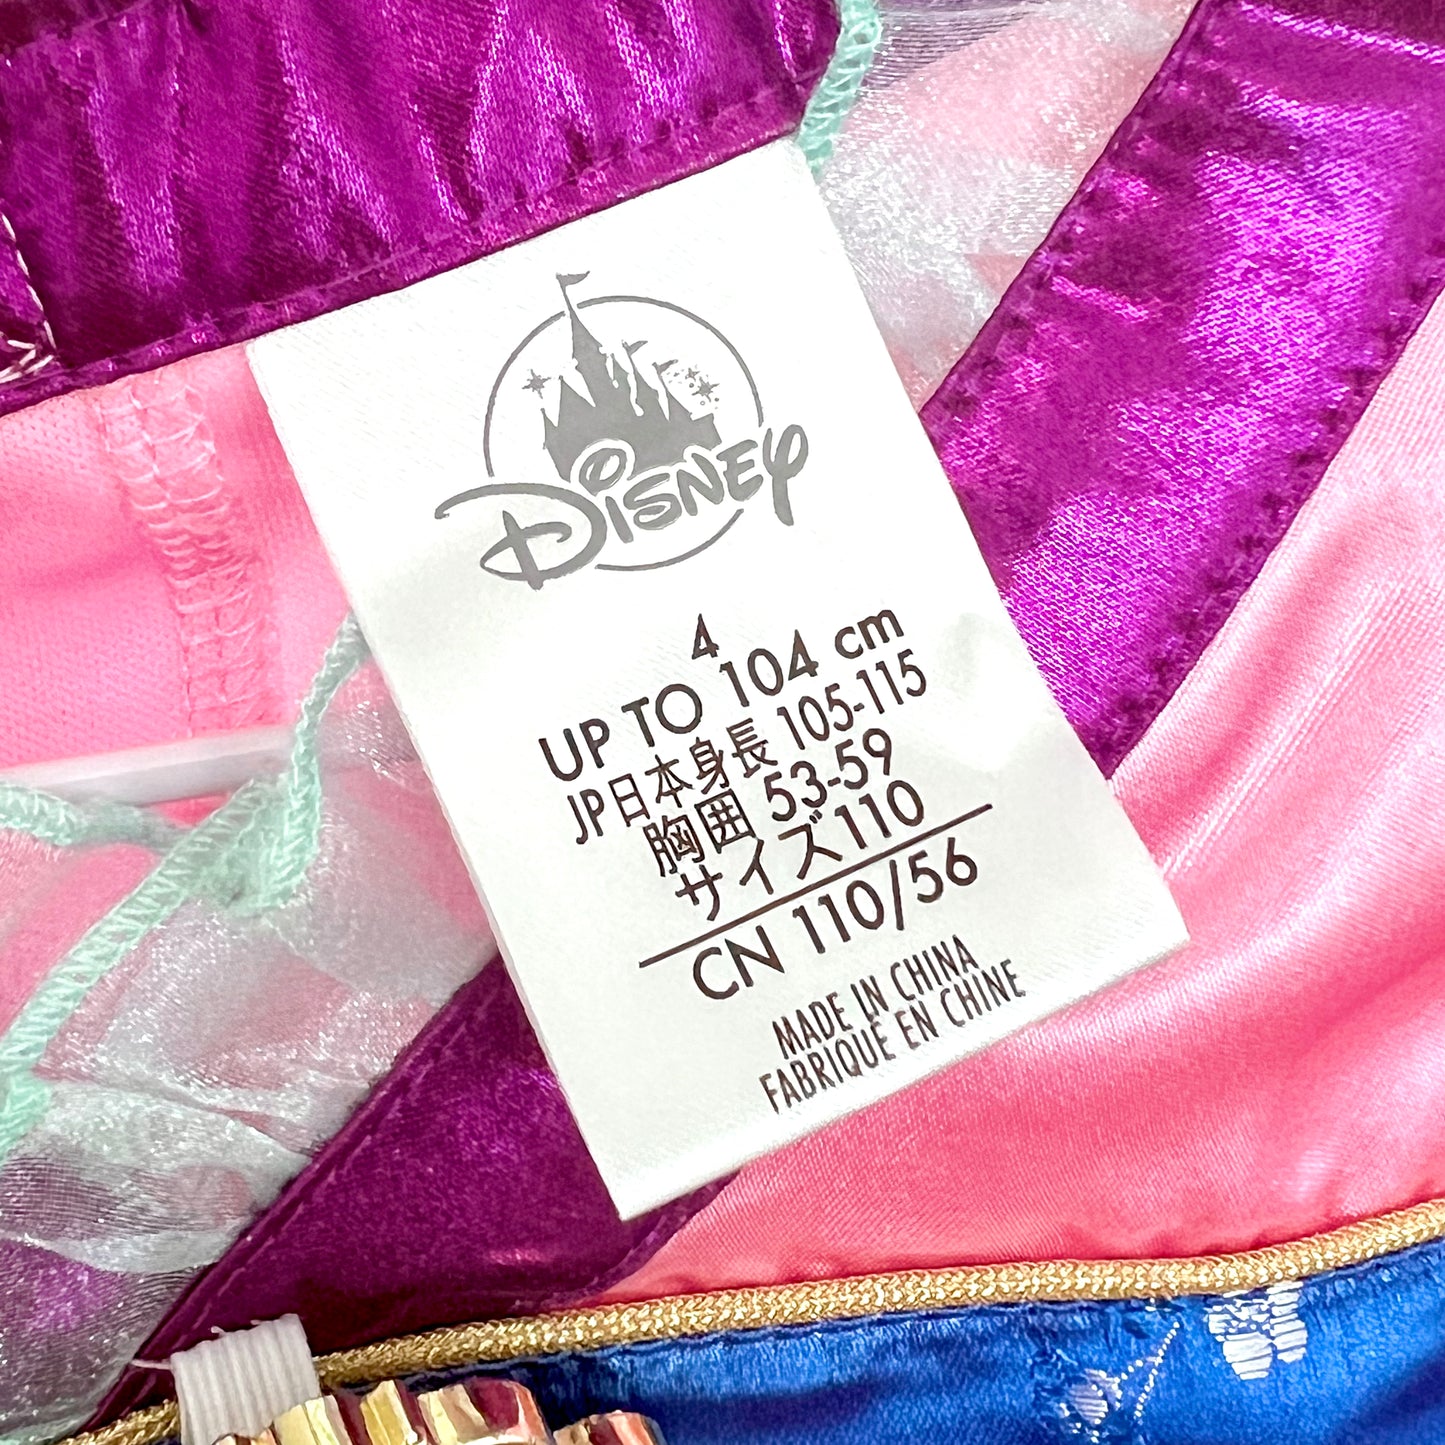 Disney
4
UP TO 104 cm
JP日本身長 105-115
胸囲 53-59
サイズ110
CN 110/56
MADE IN CHINA
FABRIQUÉ EN CHINE